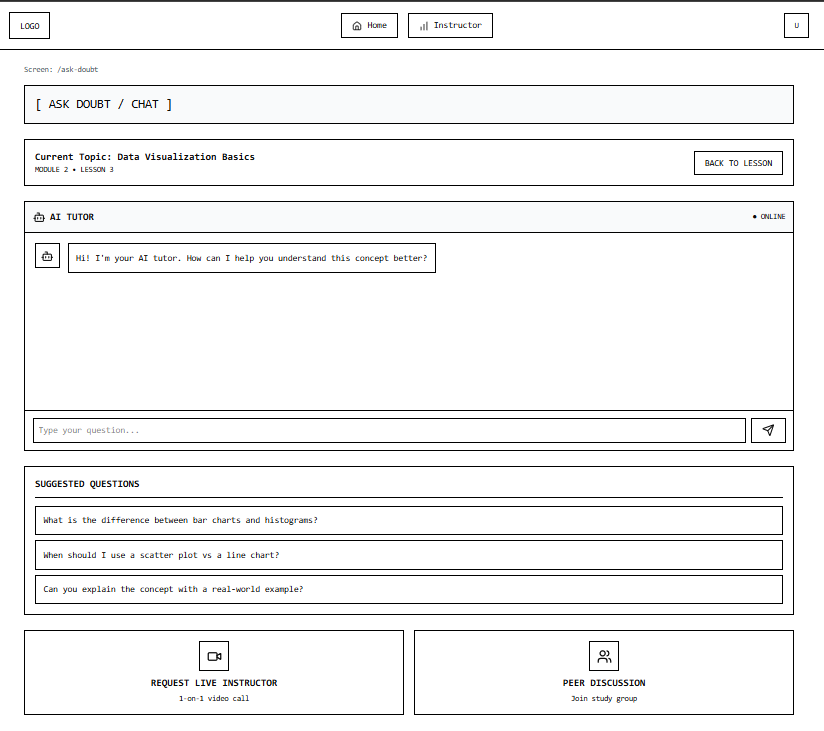 LOGO
Home
Instructor
U
Screen: /ask-doubt
[ ASK DOUBT / CHAT ]
Current Topic: Data Visualization Basics
MODULE 2 • LESSON 3
BACK TO LESSON
AI TUTOR
● ONLINE
Hi! I'm your AI tutor. How can I help you understand this concept better?
Type your question...
SUGGESTED QUESTIONS
What is the difference between bar charts and histograms?
When should I use a scatter plot vs a line chart?
Can you explain the concept with a real-world example?
REQUEST LIVE INSTRUCTOR
1-on-1 video call
PEER DISCUSSION
Join study group